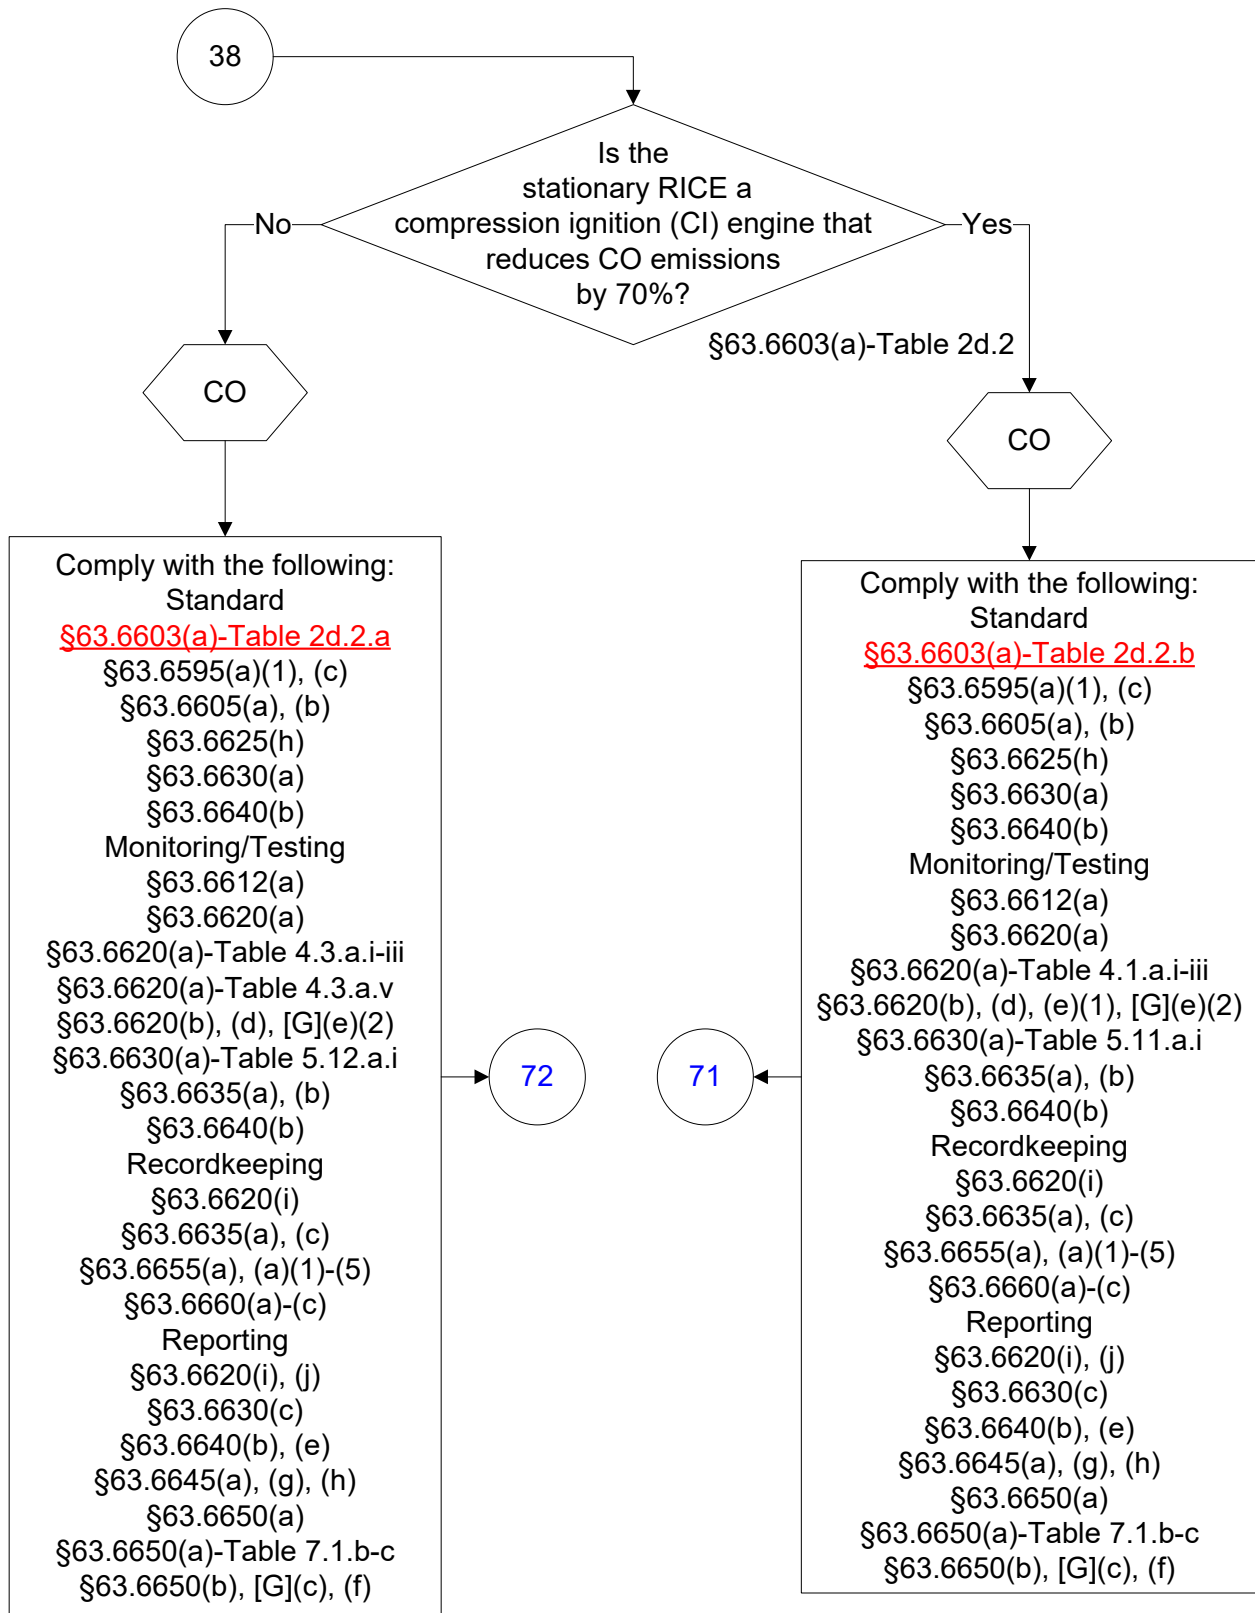 38
Is the
stationary RICE a
compression ignition (CI) engine that
reduces CO emissions
by 70%?
No
Yes
§63.6603(a)-Table 2d.2
CO
CO
Comply with the following:
Standard
§63.6603(a)-Table 2d.2.a
§63.6595(a)(1), (c)
§63.6605(a), (b)
§63.6625(h)
§63.6630(a)
§63.6640(b)
Monitoring/Testing
§63.6612(a)
§63.6620(a)
§63.6620(a)-Table 4.3.a.i-iii
§63.6620(a)-Table 4.3.a.v
§63.6620(b), (d), [G](e)(2)
§63.6630(a)-Table 5.12.a.i
§63.6635(a), (b)
§63.6640(b)
Recordkeeping
§63.6620(i)
§63.6635(a), (c)
§63.6655(a), (a)(1)-(5)
§63.6660(a)-(c)
Reporting
§63.6620(i), (j)
§63.6630(c)
§63.6640(b), (e)
§63.6645(a), (g), (h)
§63.6650(a)
§63.6650(a)-Table 7.1.b-c
§63.6650(b), [G](c), (f)
72
71
Comply with the following:
Standard
§63.6603(a)-Table 2d.2.b
§63.6595(a)(1), (c)
§63.6605(a), (b)
§63.6625(h)
§63.6630(a)
§63.6640(b)
Monitoring/Testing
§63.6612(a)
§63.6620(a)
§63.6620(a)-Table 4.1.a.i-iii
§63.6620(b), (d), (e)(1), [G](e)(2)
§63.6630(a)-Table 5.11.a.i
§63.6635(a), (b)
§63.6640(b)
Recordkeeping
§63.6620(i)
§63.6635(a), (c)
§63.6655(a), (a)(1)-(5)
§63.6660(a)-(c)
Reporting
§63.6620(i), (j)
§63.6630(c)
§63.6640(b), (e)
§63.6645(a), (g), (h)
§63.6650(a)
§63.6650(a)-Table 7.1.b-c
§63.6650(b), [G](c), (f)